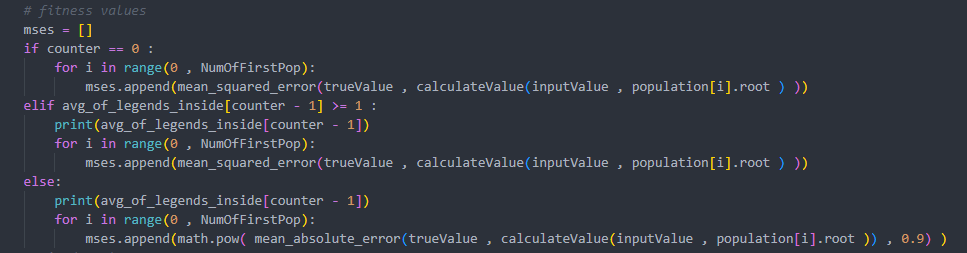 # fitness values
mses = []
if counter == 0 :
    for i in range(0 , NumOfFirstPop):
        mses.append(mean_squared_error(trueValue , calculateValue(inputValue , population[i].root ) ))
elif avg_of_legends_inside[counter - 1] >= 1 :
    print(avg_of_legends_inside[counter - 1])
    for i in range(0 , NumOfFirstPop):
        mses.append(mean_squared_error(trueValue , calculateValue(inputValue , population[i].root ) ))
else:
    print(avg_of_legends_inside[counter - 1])
    for i in range(0 , NumOfFirstPop):
        mses.append(math.pow( mean_absolute_error(trueValue , calculateValue(inputValue , population[i].root )) , 0.9) )